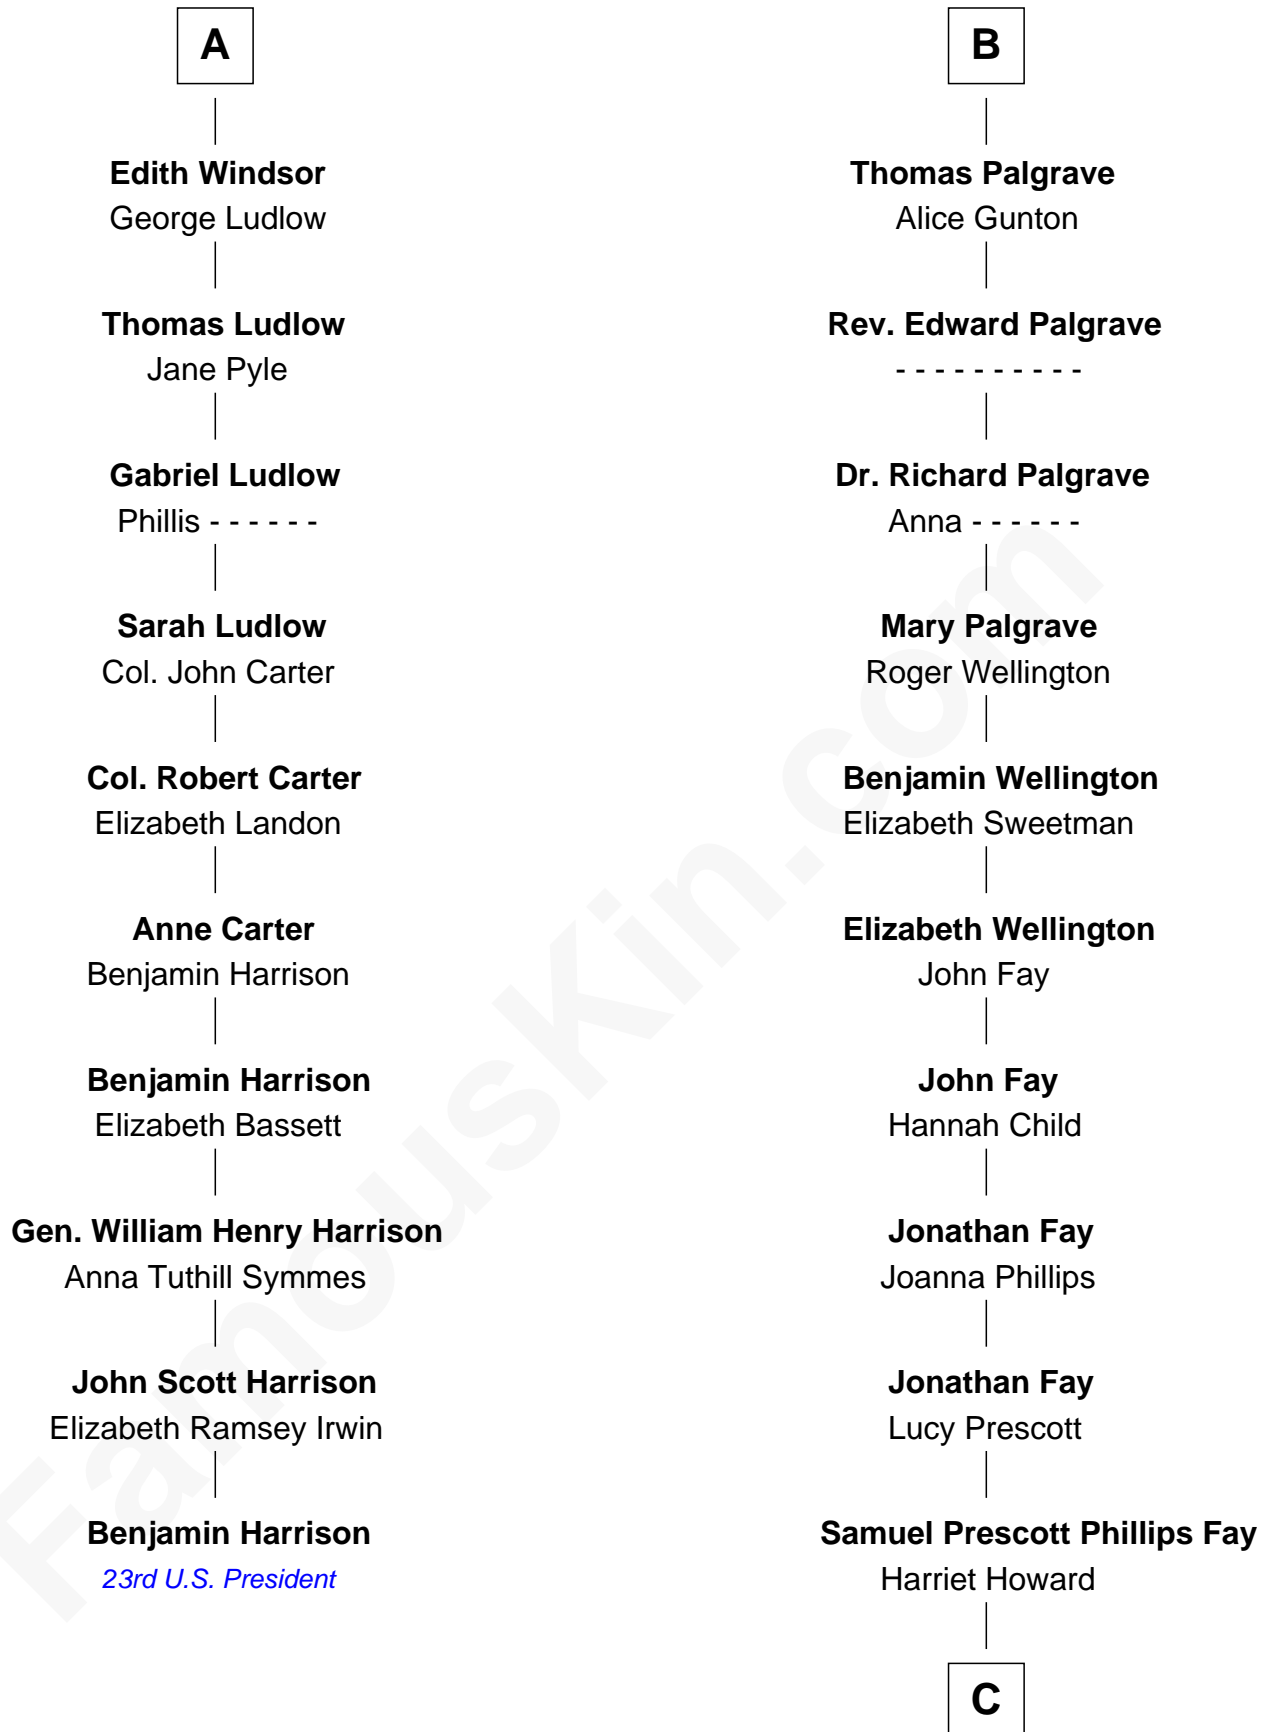 A
Edith Windsor
George Ludlow
Thomas Ludlow
Jane Pyle
Gabriel Ludlow
Phillis - - - - - -
Sarah Ludlow
Col. John Carter
Col. Robert Carter
Elizabeth Landon
Anne Carter
Benjamin Harrison
Benjamin Harrison
Elizabeth Bassett
Gen. William Henry Harrison
Anna Tuthill Symmes
John Scott Harrison
Elizabeth Ramsey Irwin
Benjamin Harrison
23rd U.S. President
B
Thomas Palgrave
Alice Gunton
Rev. Edward Palgrave
- - - - - - - - - -
Dr. Richard Palgrave
Anna - - - - - -
Mary Palgrave
Roger Wellington
Benjamin Wellington
Elizabeth Sweetman
Elizabeth Wellington
John Fay
John Fay
Hannah Child
Jonathan Fay
Joanna Phillips
Jonathan Fay
Lucy Prescott
Samuel Prescott Phillips Fay
Harriet Howard
C
FamousKin.com